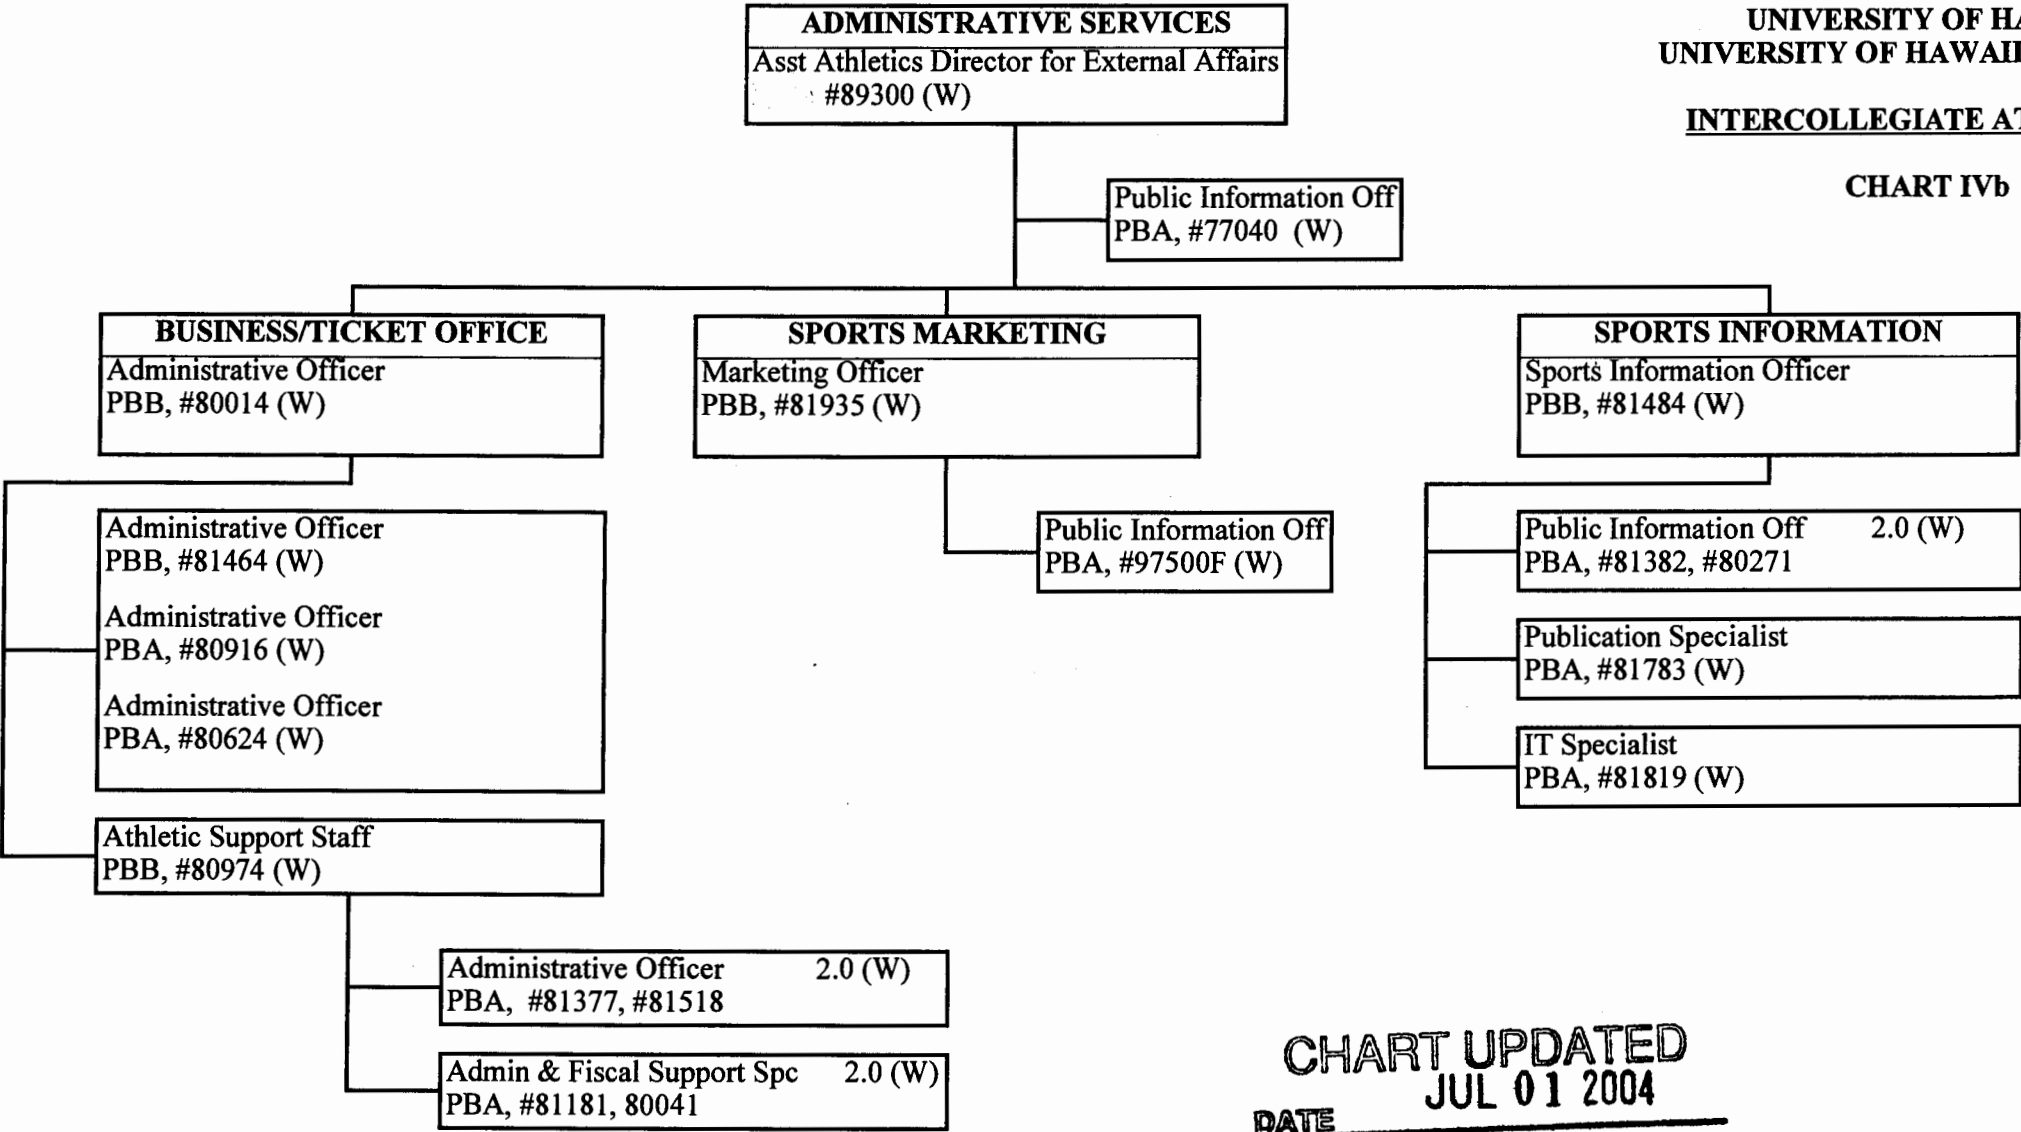 ADMINISTRATIVE SERVICES
Asst Athletics Director for External Affairs
#89300 (W)
UNIVERSITY OF
UNIVERSITY OF HAWAII
INTERCOLLEGIATE
CHART IVb
Public Information Off
PBA, #77040 (W)
BUSINESS/TICKET OFFICE
Administrative Officer
PBB, #80014 (W)
SPORTS MARKETING
Marketing Officer
PBB, #81935 (W)
SPORTS INFORMATION
Sports Information Officer
PBB, #81484 (W)
Administrative Officer
PBB, #81464 (W)
Administrative Officer
PBA, #80916 (W)
Administrative Officer
PBA, #80624 (W)
Public Information Off
PBA, #97500F (W)
Public Information Off 2.0 (W)
PBA, #81382, #80271
Publication Specialist
PBA, #81783 (W)
IT Specialist
PBA, #81819 (W)
Athletic Support Staff
PBB, #80974 (W)
Administrative Officer 2.0 (W)
PBA, #81377, #81518
Admin & Fiscal Support Spc 2.0 (W)
PBA, #81181, 80041
CHART UPDATED
JUL 01 2004
DATE